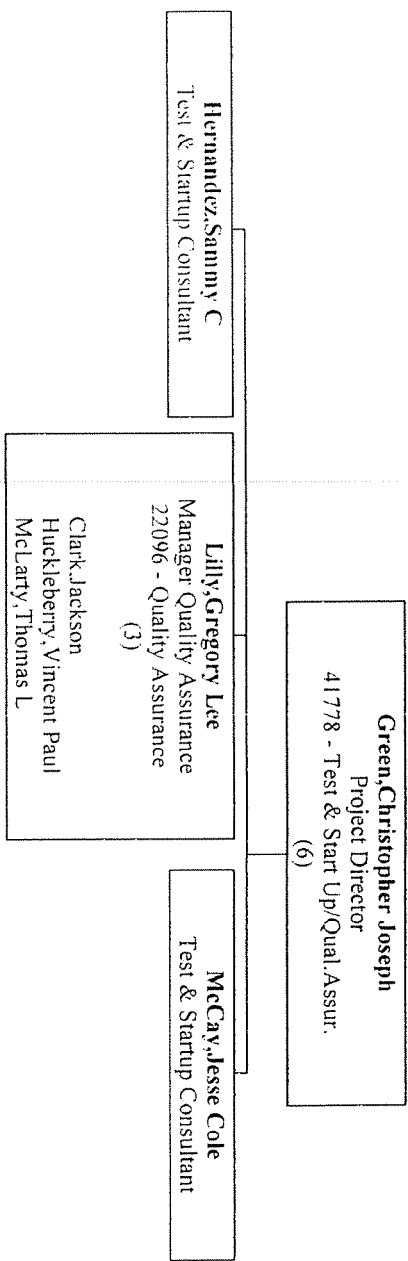 Green,Christopher Joseph
Project Director
41778 - Test & Start Up/Qual.Assur.
(6)
Hernandez,Sammy C
Test & Startup Consultant
Lilly,Gregory Lee
Manager Quality Assurance
22096 - Quality Assurance
(3)
Clark,Jackson
Huckleberry,Vincent Paul
McLarty,Thomas L
McCay,Jesse Cole
Test & Startup Consultant